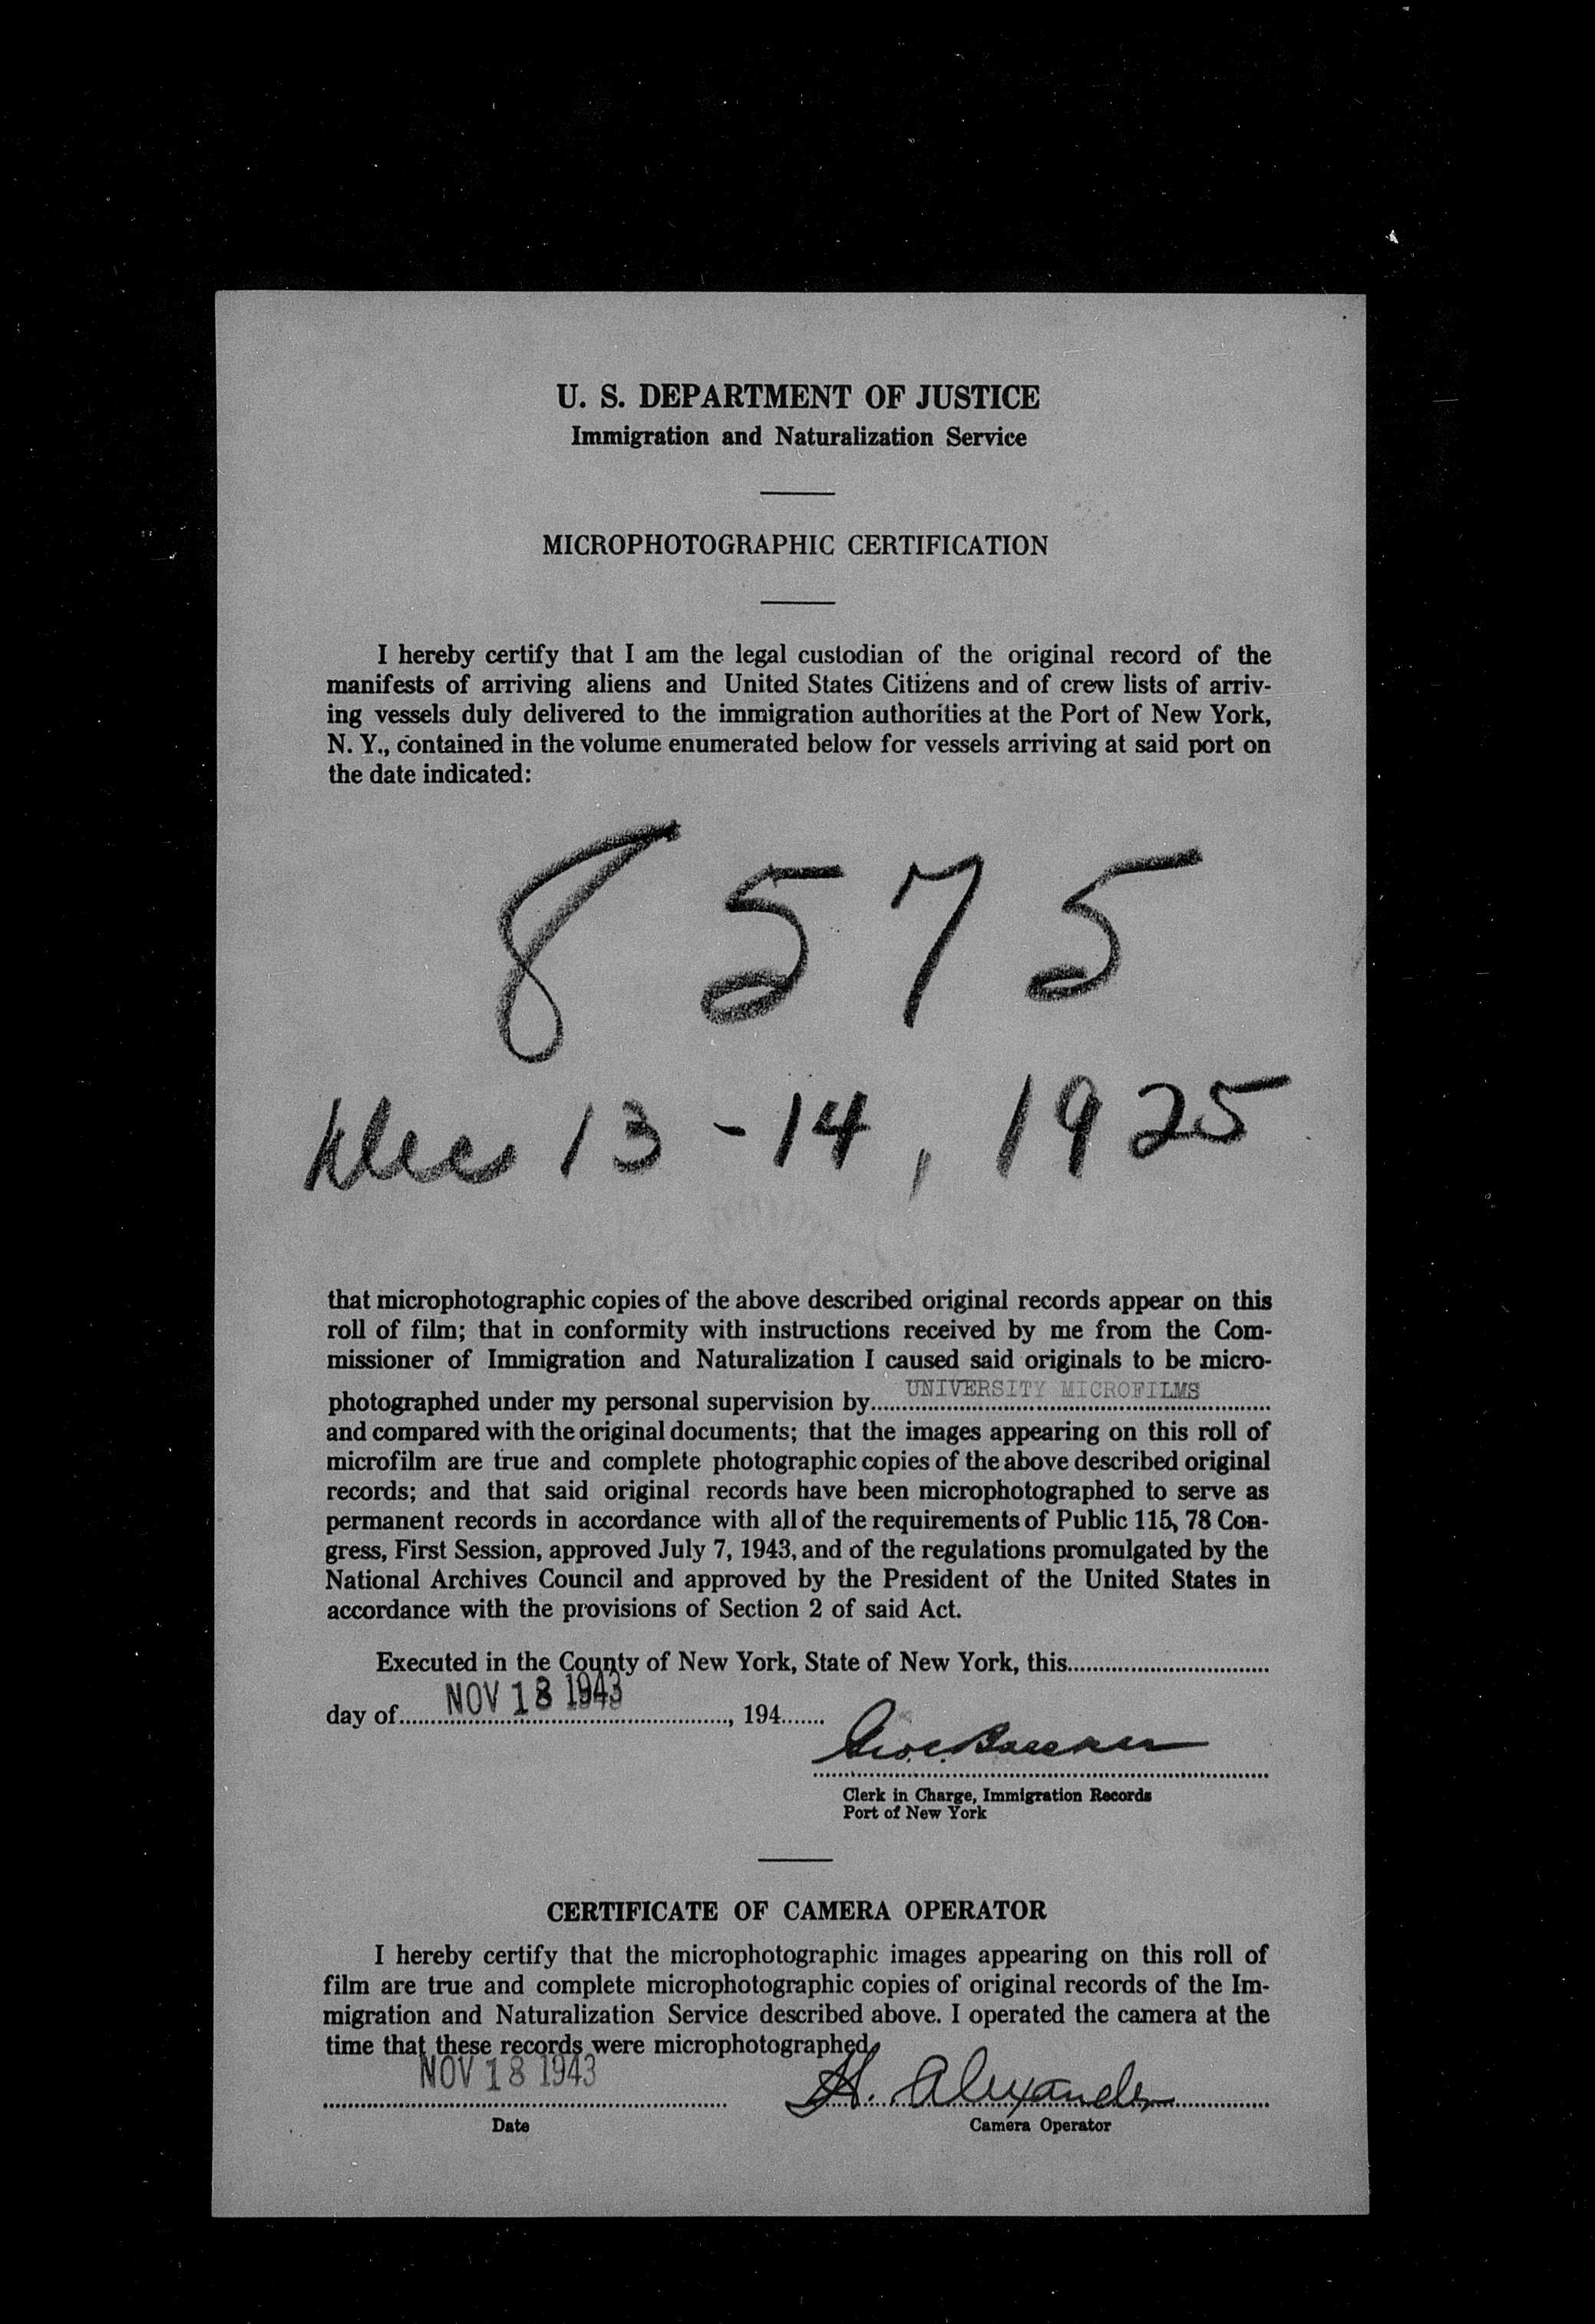 U. S. DEPARTMENT OF JUSTICE
Immigration and Naturalization Service
MICROPHOTOGRAPHIC CERTIFICATION
I hereby certify that I am the legal custodian of the original record of the
manifests of arriving aliens and United States Citizens and of crew lists of arriv-
ing vessels duly delivered to the immigration authorities at the Port of New York,
N. Y., contained in the volume enumerated below for vessels arriving at said port on
the date indicated:
8575
Dec 13-14, 1925
that microphotographic copies of the above described original records appear on this
roll of film; that in conformity with instructions received by me from the Com-
missioner of Immigration and Naturalization I caused said originals to be micro-
photographed under my personal supervision by UNIVERSITY MICROFILMS
and compared with the original documents; that the images appearing on this roll of
microfilm are true and complete photographic copies of the above described original
records; and that said original records have been microphotographed to serve as
permanent records in accordance with all of the requirements of Public 115, 78 Con-
gress, First Session, approved July 7, 1943, and of the regulations promulgated by the
National Archives Council and approved by the President of the United States in
accordance with the provisions of Section 2 of said Act.
Executed in the County of New York, State of New York, this
day of NOV 18 1943, 194
Clerk in Charge, Immigration Records
Port of New York
CERTIFICATE OF CAMERA OPERATOR
I hereby certify that the microphotographic images appearing on this roll of
film are true and complete microphotographic copies of original records of the Im-
migration and Naturalization Service described above. I operated the camera at the
time that these records were microphotographed.
NOV 18 1943 H. Alexander
Date Camera Operator